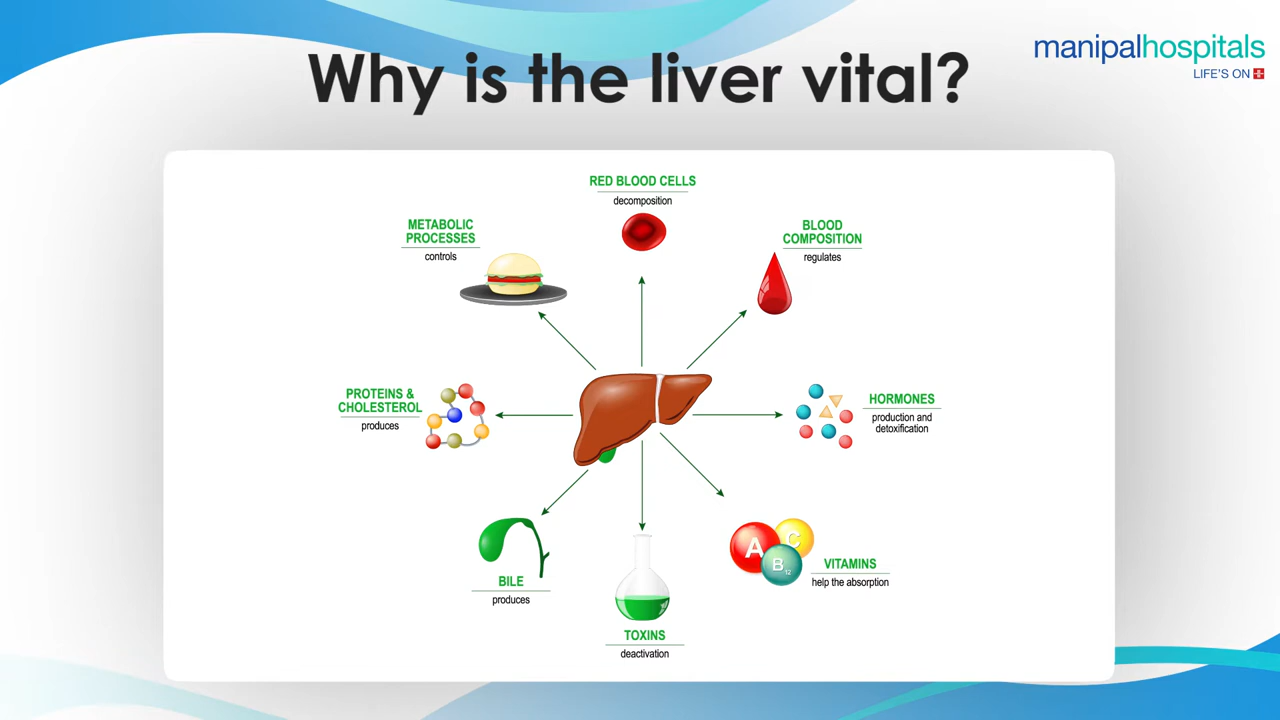 manipalhospitals
LIFE'S ON
Why is the liver vital?
RED BLOOD CELLS
decomposition
METABOLIC
PROCESSES
controls
BLOOD
COMPOSITION
regulates
PROTEINS &
CHOLESTEROL
produces
HORMONES
production and
detoxification
A
C
B12
VITAMINS
help the absorption
BILE
produces
TOXINS
deactivation